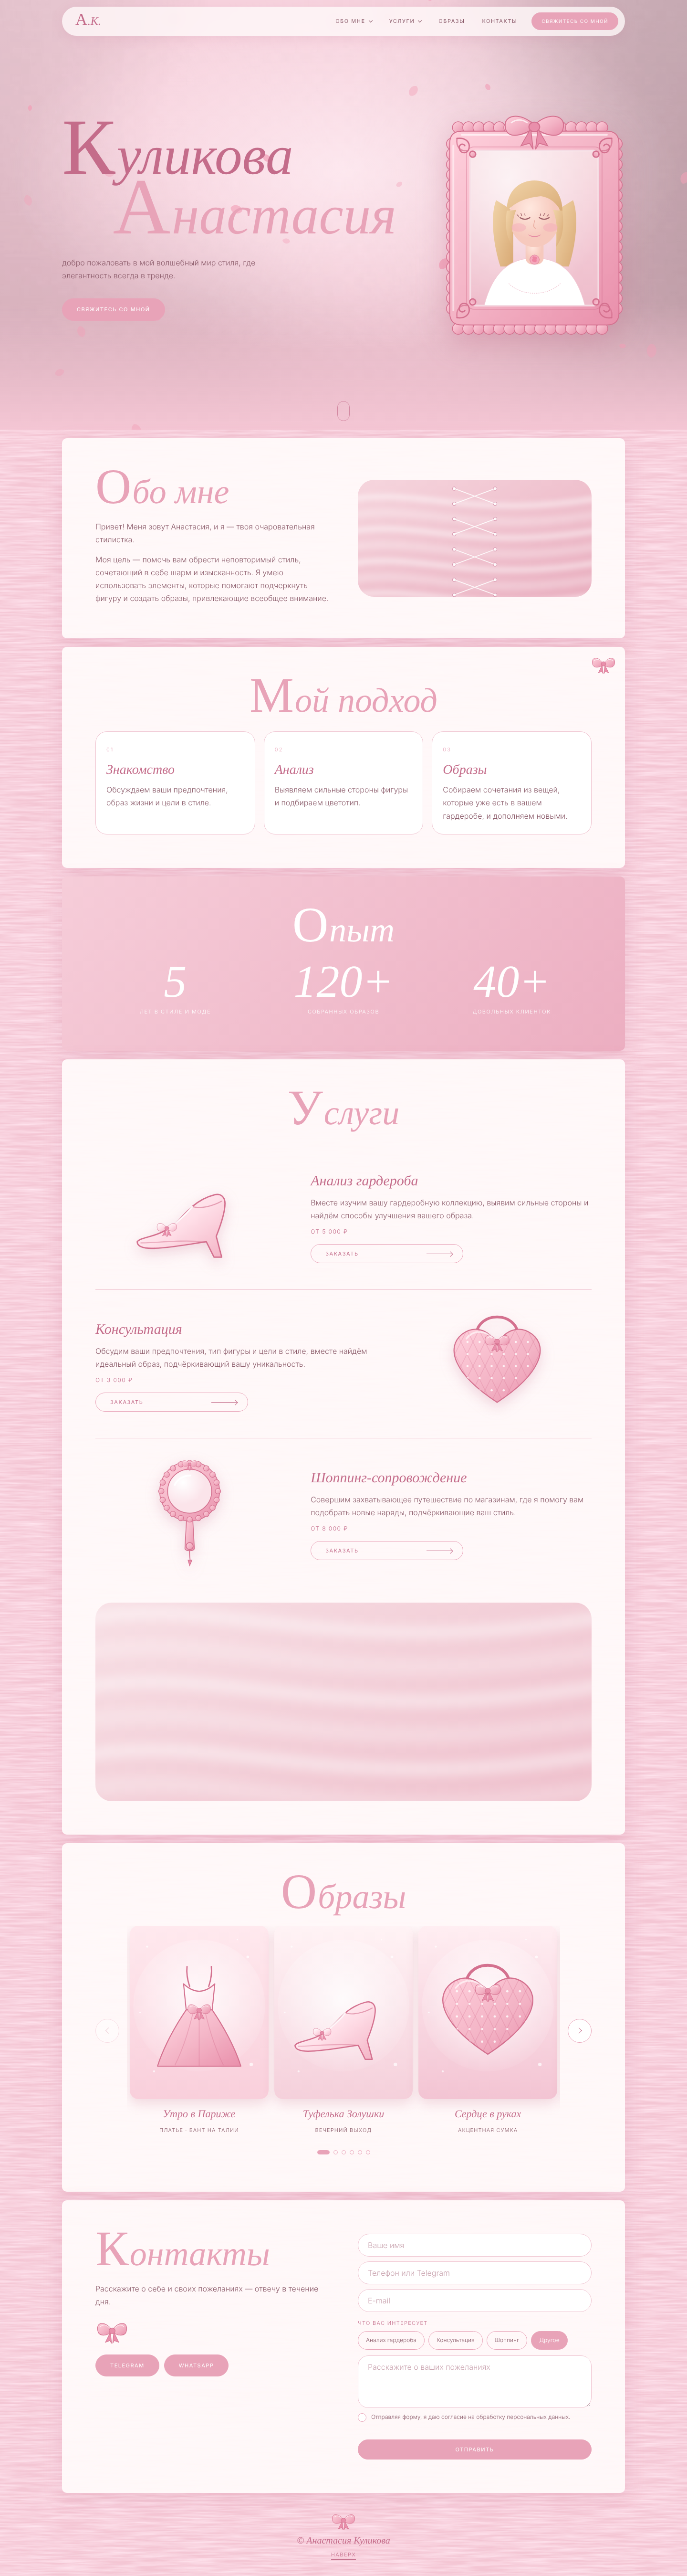 А.К.
ОБО МНЕ
УСЛУГИ
ОБРАЗЫ
КОНТАКТЫ
СВЯЖИТЕСЬ СО МНОЙ
Куликова
Анастасия
добро пожаловать в мой волшебный мир стиля, где
элегантность всегда в тренде.
СВЯЖИТЕСЬ СО МНОЙ
Обо мне
Привет! Меня зовут Анастасия, и я — твоя очаровательная
стилистка.
Моя цель — помочь вам обрести неповторимый стиль,
сочетающий в себе шарм и изысканность. Я умею
использовать элементы, которые помогают подчеркнуть
фигуру и создать образы, привлекающие всеобщее внимание.
Мой подход
01
Знакомство
Обсуждаем ваши предпочтения,
образ жизни и цели в стиле.
02
Анализ
Выявляем сильные стороны фигуры
и подбираем цветотип.
03
Образы
Собираем сочетания из вещей,
которые уже есть в вашем
гардеробе, и дополняем новыми.
Опыт
5
ЛЕТ В СТИЛЕ И МОДЕ
120+
СОБРАННЫХ ОБРАЗОВ
40+
ДОВОЛЬНЫХ КЛИЕНТОК
Услуги
Анализ гардероба
Вместе изучим вашу гардеробную коллекцию, выявим сильные стороны и
найдём способы улучшения вашего образа.
ОТ 5 000 ₽
ЗАКАЗАТЬ
Консультация
Обсудим ваши предпочтения, тип фигуры и цели в стиле, вместе найдём
идеальный образ, подчёркивающий вашу уникальность.
ОТ 3 000 ₽
ЗАКАЗАТЬ
Шоппинг-сопровождение
Совершим захватывающее путешествие по магазинам, где я помогу вам
подобрать новые наряды, подчёркивающие ваш стиль.
ОТ 8 000 ₽
ЗАКАЗАТЬ
Образы
Утро в Париже
ПЛАТЬЕ · БАНТ НА ТАЛИИ
Туфелька Золушки
ВЕЧЕРНИЙ ВЫХОД
Сердце в руках
АКЦЕНТНАЯ СУМКА
Контакты
Расскажите о себе и своих пожеланиях — отвечу в течение
дня.
TELEGRAM
WHATSAPP
Ваше имя
Телефон или Telegram
E-mail
ЧТО ВАС ИНТЕРЕСУЕТ
Анализ гардероба
Консультация
Шоппинг
Другое
Расскажите о ваших пожеланиях
Отправляя форму, я даю согласие на обработку персональных данных.
ОТПРАВИТЬ
© Анастасия Куликова
НАВЕРХ